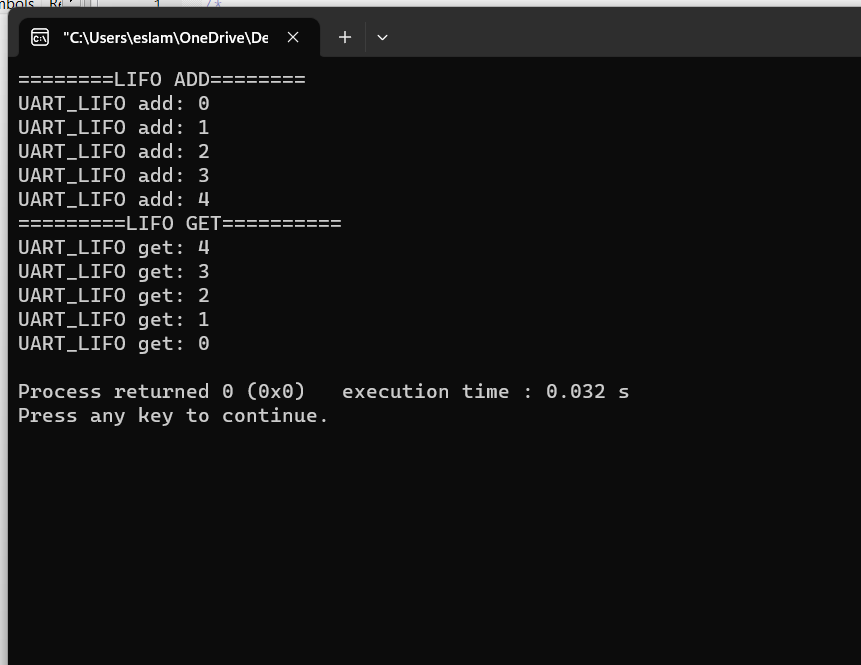 1 /*
"C:\Users\eslam\OneDrive\De
========LIFO ADD========
UART_LIFO add: 0
UART_LIFO add: 1
UART_LIFO add: 2
UART_LIFO add: 3
UART_LIFO add: 4
=========LIFO GET==========
UART_LIFO get: 4
UART_LIFO get: 3
UART_LIFO get: 2
UART_LIFO get: 1
UART_LIFO get: 0
Process returned 0 (0x0)   execution time : 0.032 s
Press any key to continue.